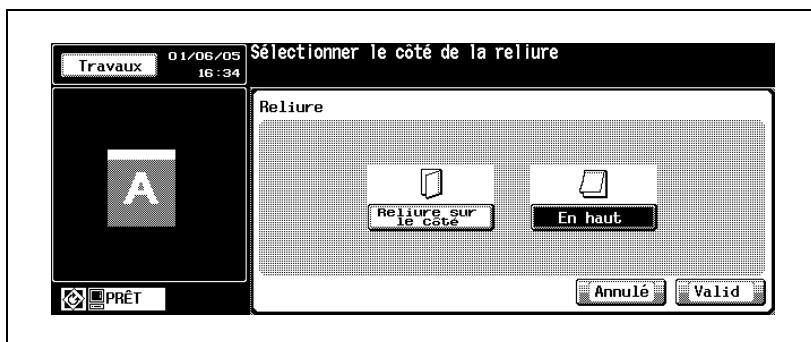 Travaux
01/06/05
16:34
Sélectionner le côté de la reliure
Reliure
A
Reliure sur
le côté
En haut
PRÊT
Annulé
Valid